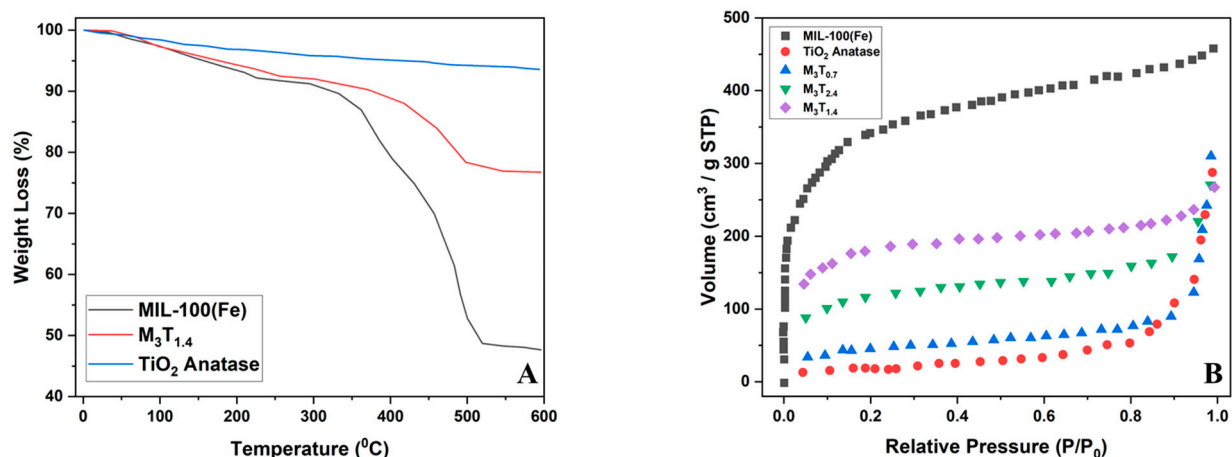 100
90
80
70
60
50
40
Weight Loss (%)
MIL-100(Fe)
M₃T₁.₄
TiO₂ Anatase
A
0
100
200
300
400
500
600
Temperature (⁰C)
500
400
300
200
100
0
Volume (cm³ / g STP)
MIL-100(Fe)
TiO₂ Anatase
M₃T₀.₇
M₃T₂.₄
M₃T₁.₄
B
0.0
0.2
0.4
0.6
0.8
1.0
Relative Pressure (P/P₀)